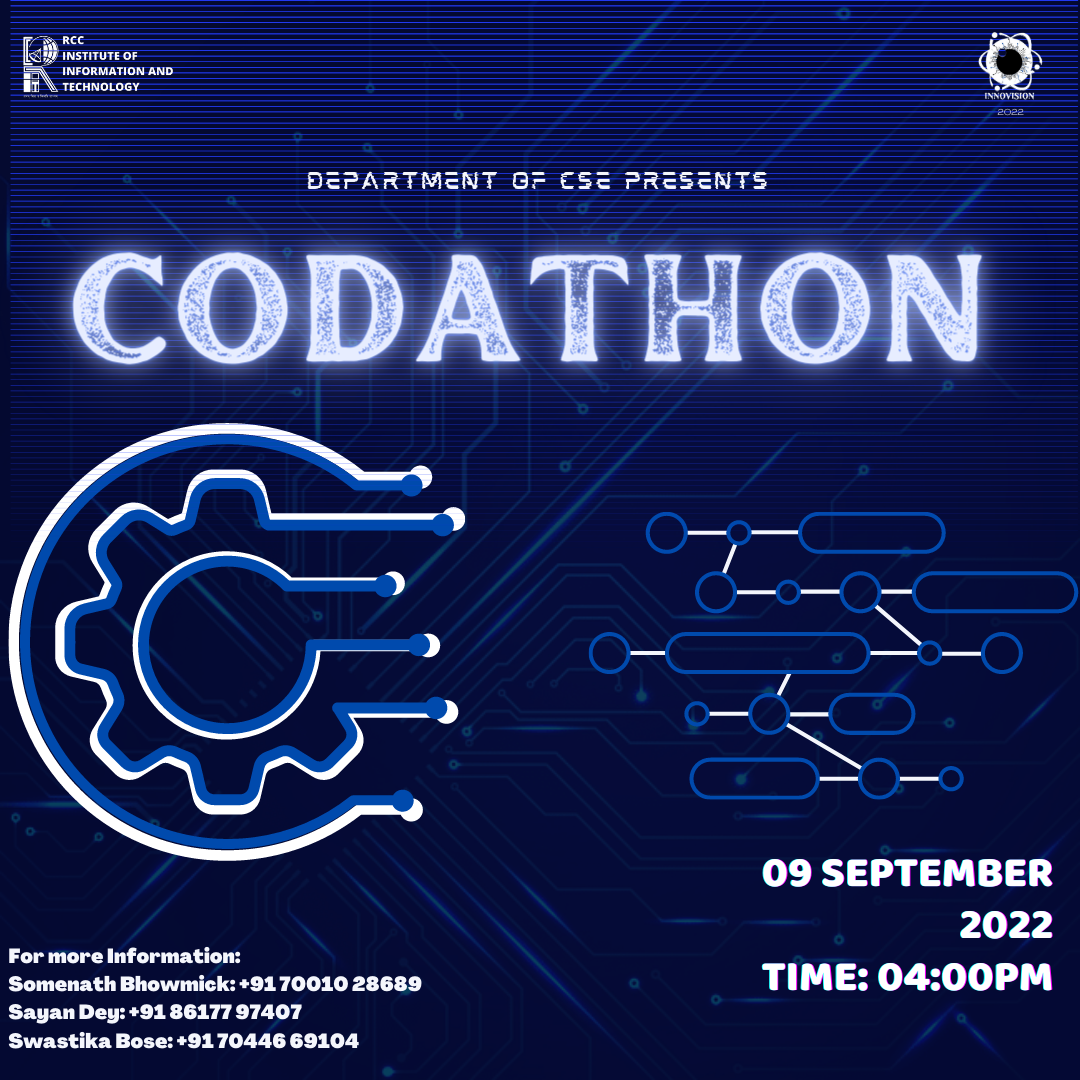 RCC
INSTITUTE OF
INFORMATION AND
TECHNOLOGY
INNOVISION
2022
DEPARTMENT OF CSE PRESENTS
CODATHON
09 SEPTEMBER
2022
TIME: 04:00PM
For more Information:
Somenath Bhowmick: +91 70010 28689
Sayan Dey: +91 86177 97407
Swastika Bose: +91 70446 69104